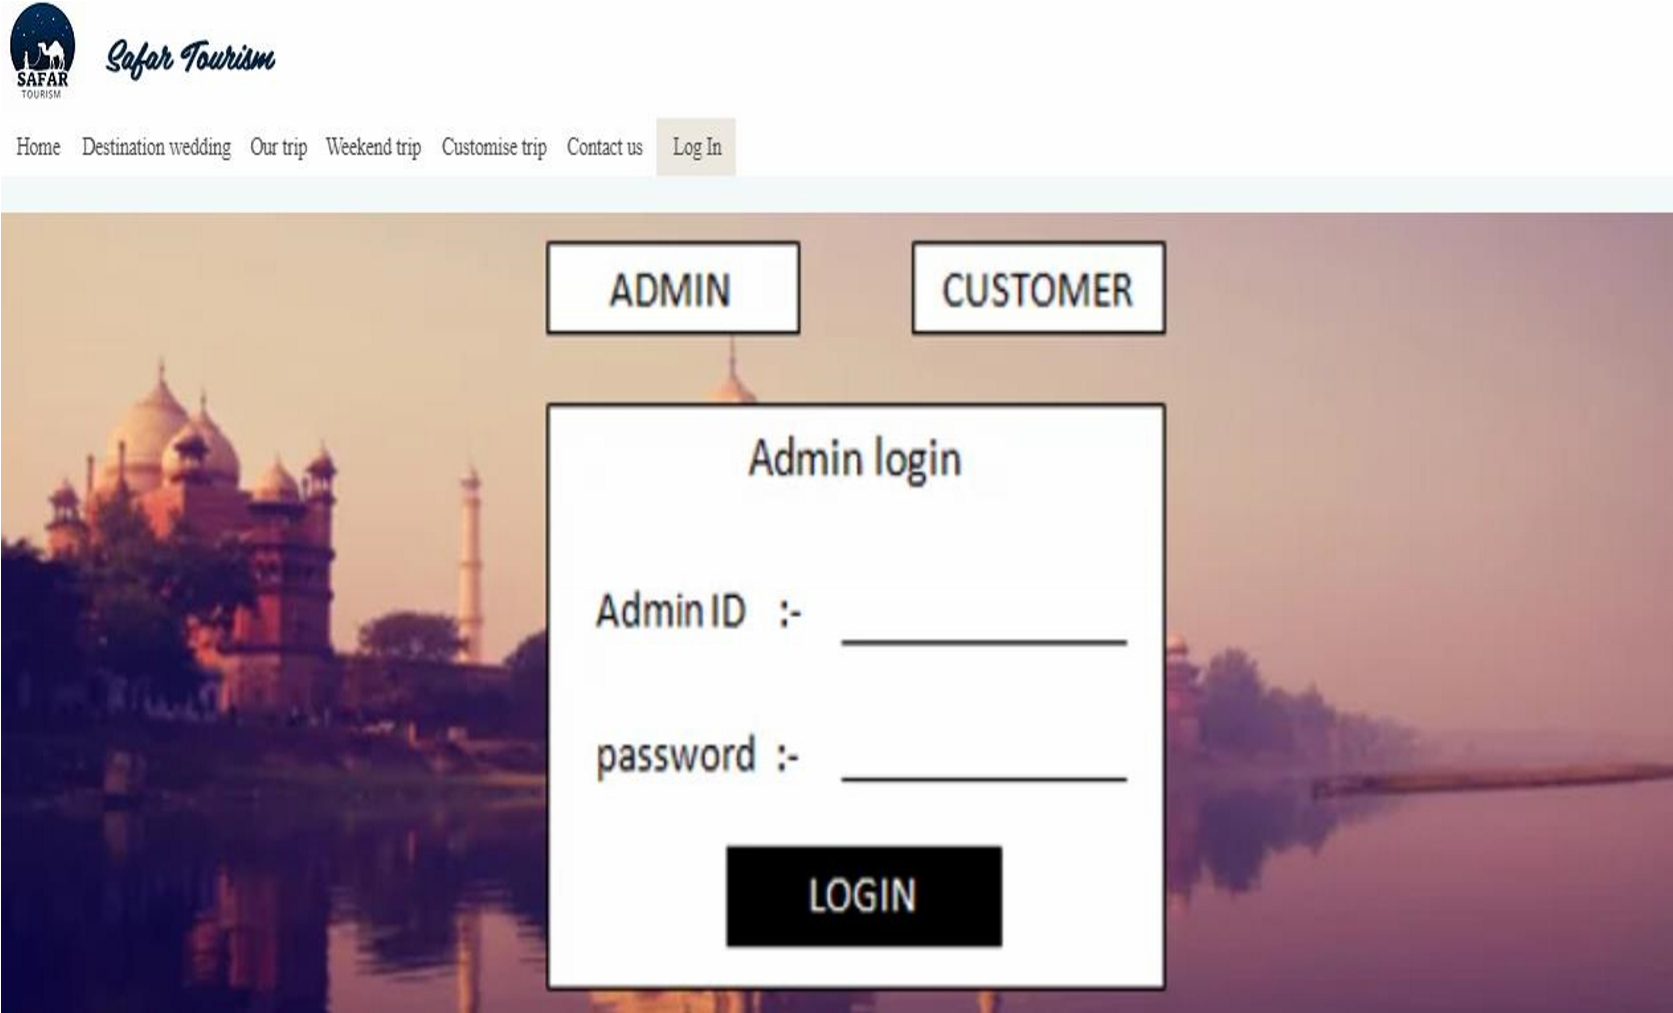 SAFAR
TOURISM
Safar Tourism
Home Destination wedding Our trip Weekend trip Customise trip Contact us Log In
ADMIN CUSTOMER
Admin login
Admin ID :-
password :-
LOGIN